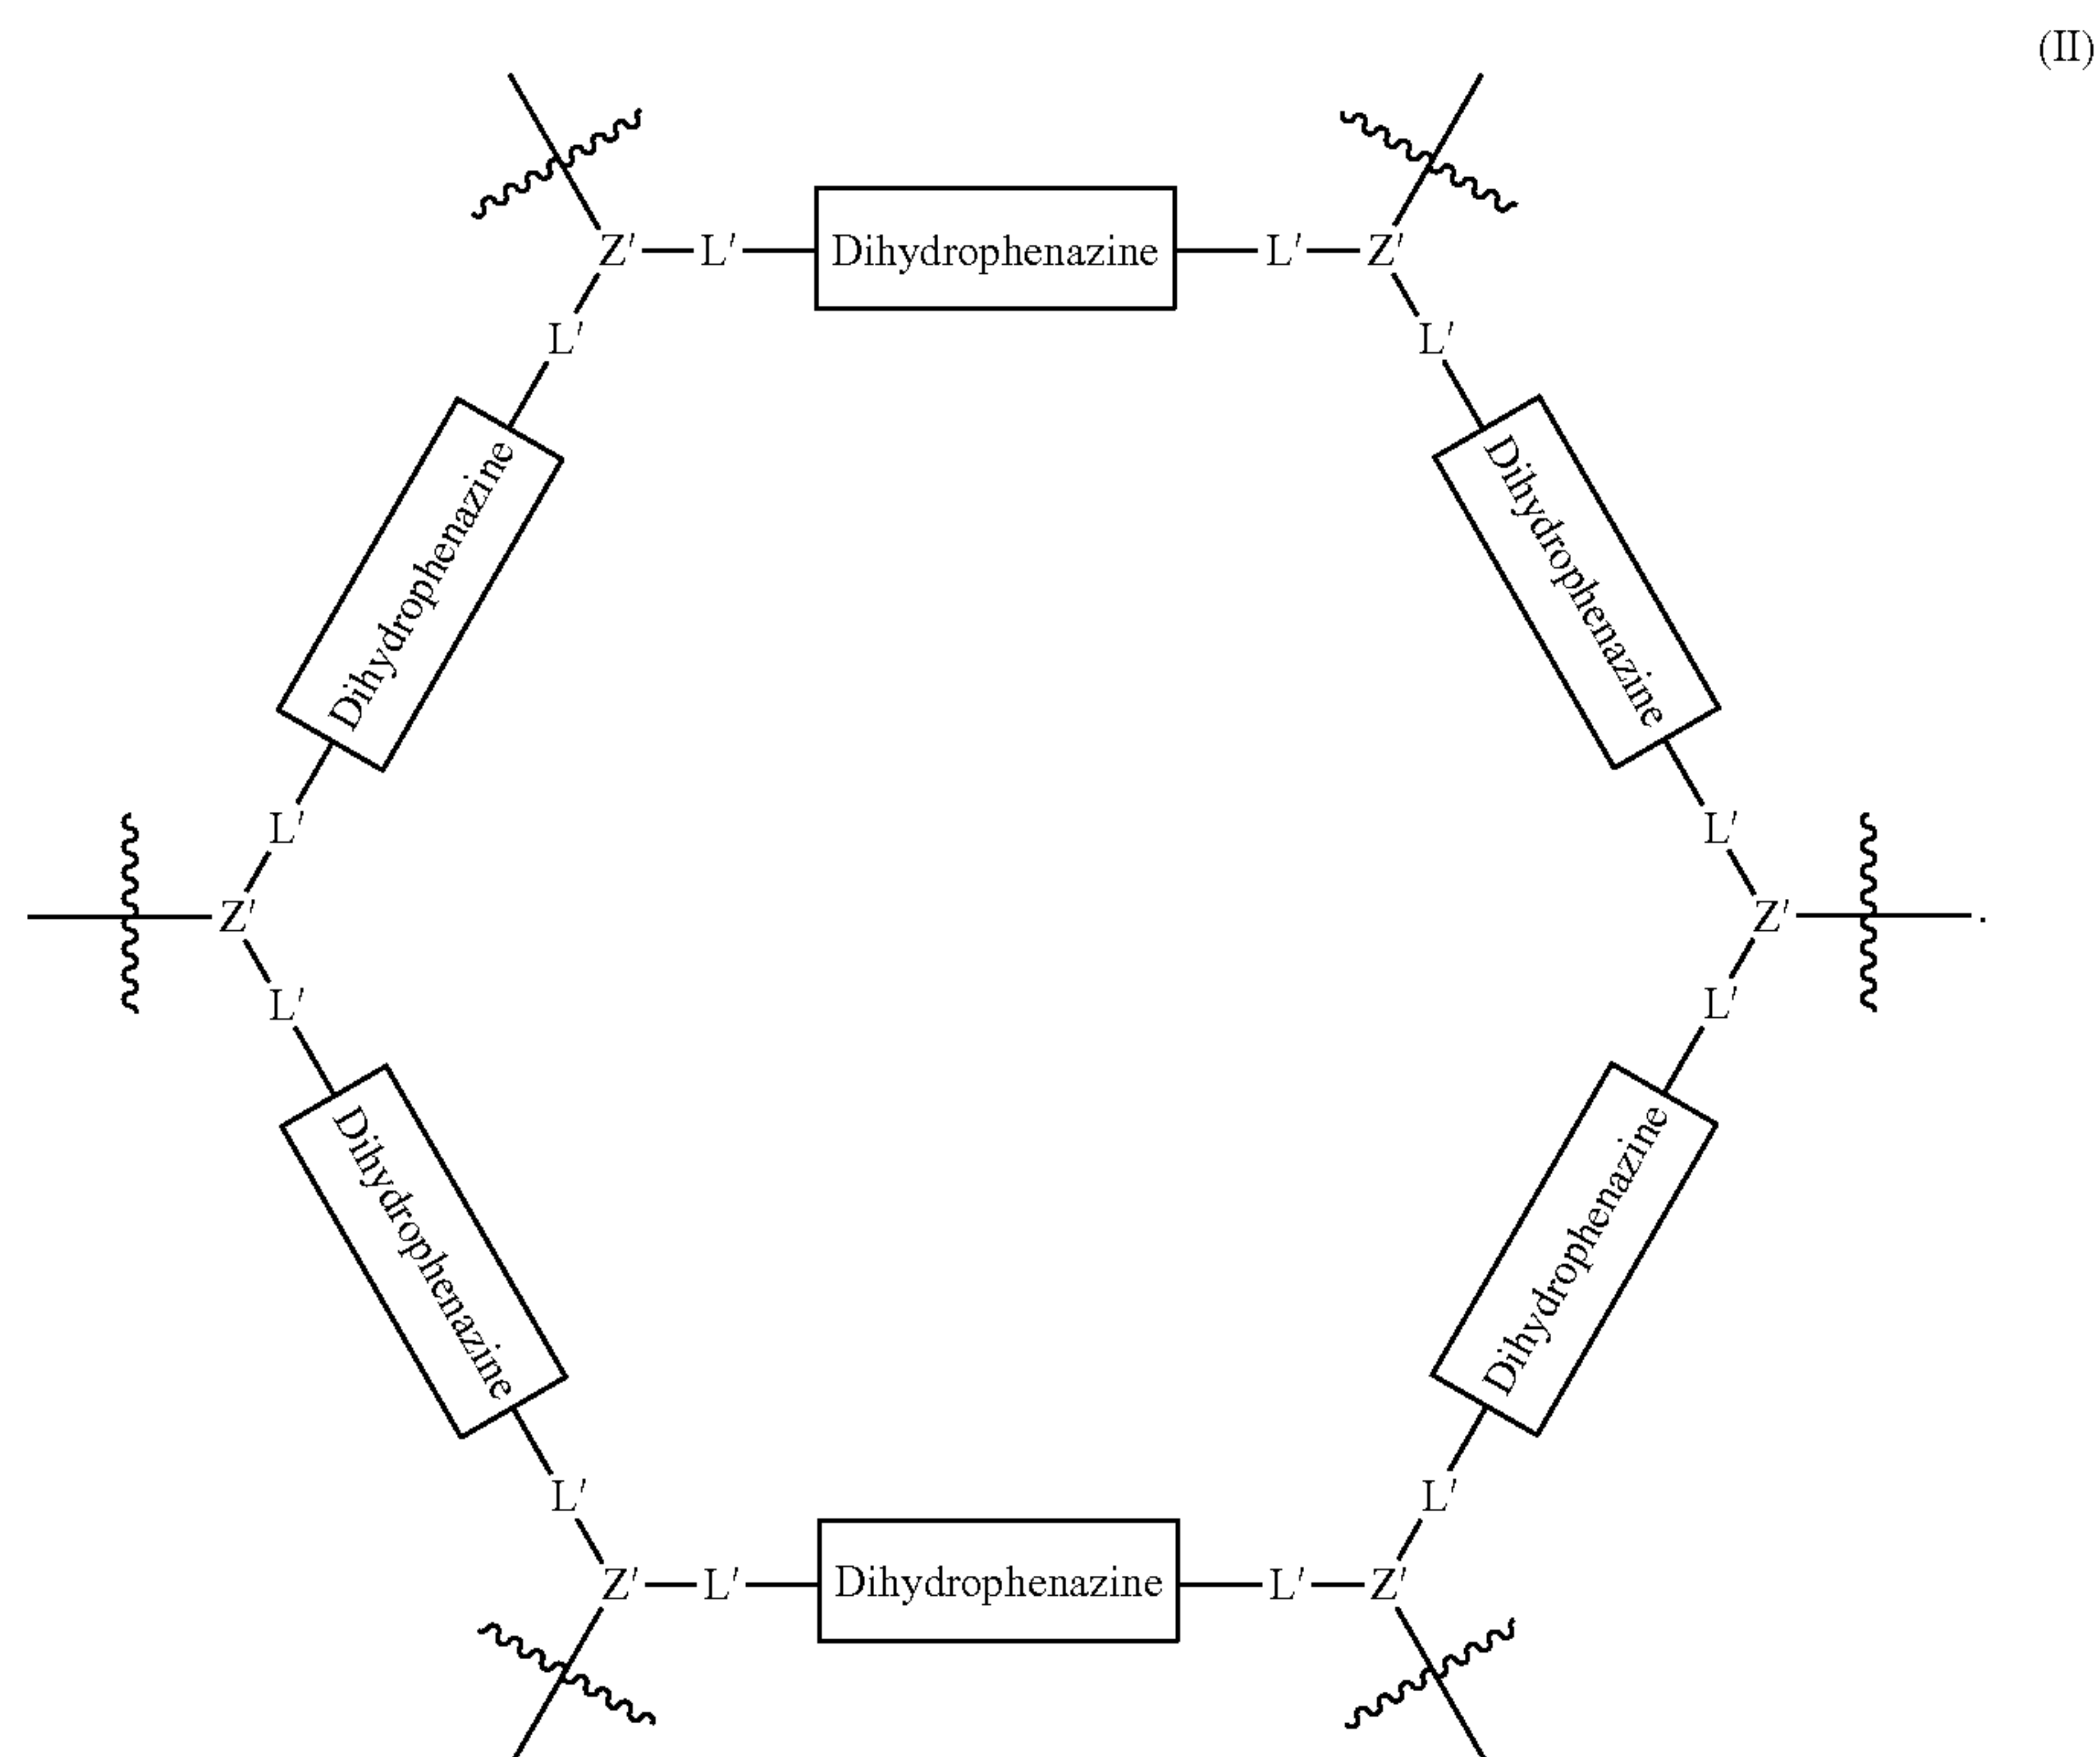 (II)
Z' L' Dihydrophenazine L' Z'
L' L'
Dihydrophenazine Dihydrophenazine
L' L'
Z' Z' .
L' L'
Dihydrophenazine Dihydrophenazine
L' L'
Z' L' Dihydrophenazine L' Z'